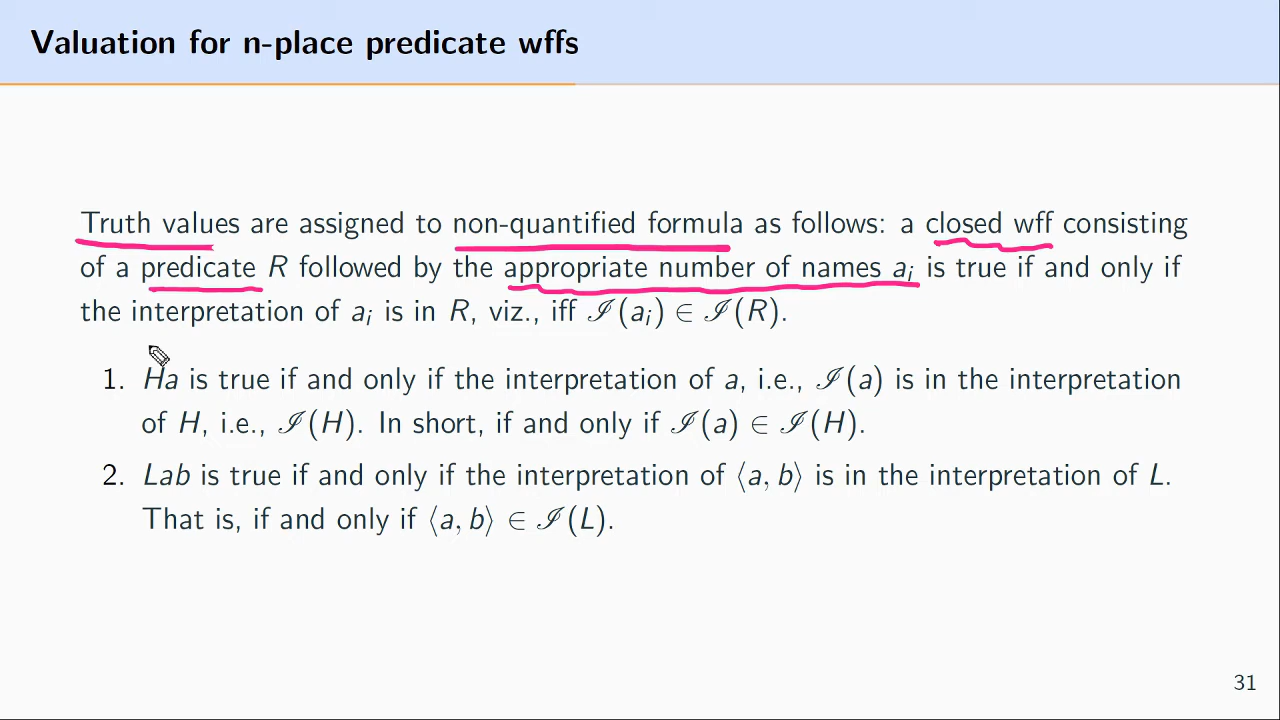 Valuation for n-place predicate wffs
Truth values are assigned to non-quantified formula as follows: a closed wff consisting
of a predicate R followed by the appropriate number of names aᵢ is true if and only if
the interpretation of aᵢ is in R, viz., iff ℐ(aᵢ) ∈ ℐ(R).
1. Ha is true if and only if the interpretation of a, i.e., ℐ(a) is in the interpretation
of H, i.e., ℐ(H). In short, if and only if ℐ(a) ∈ ℐ(H).
2. Lab is true if and only if the interpretation of ⟨a, b⟩ is in the interpretation of L.
That is, if and only if ⟨a, b⟩ ∈ ℐ(L).
31